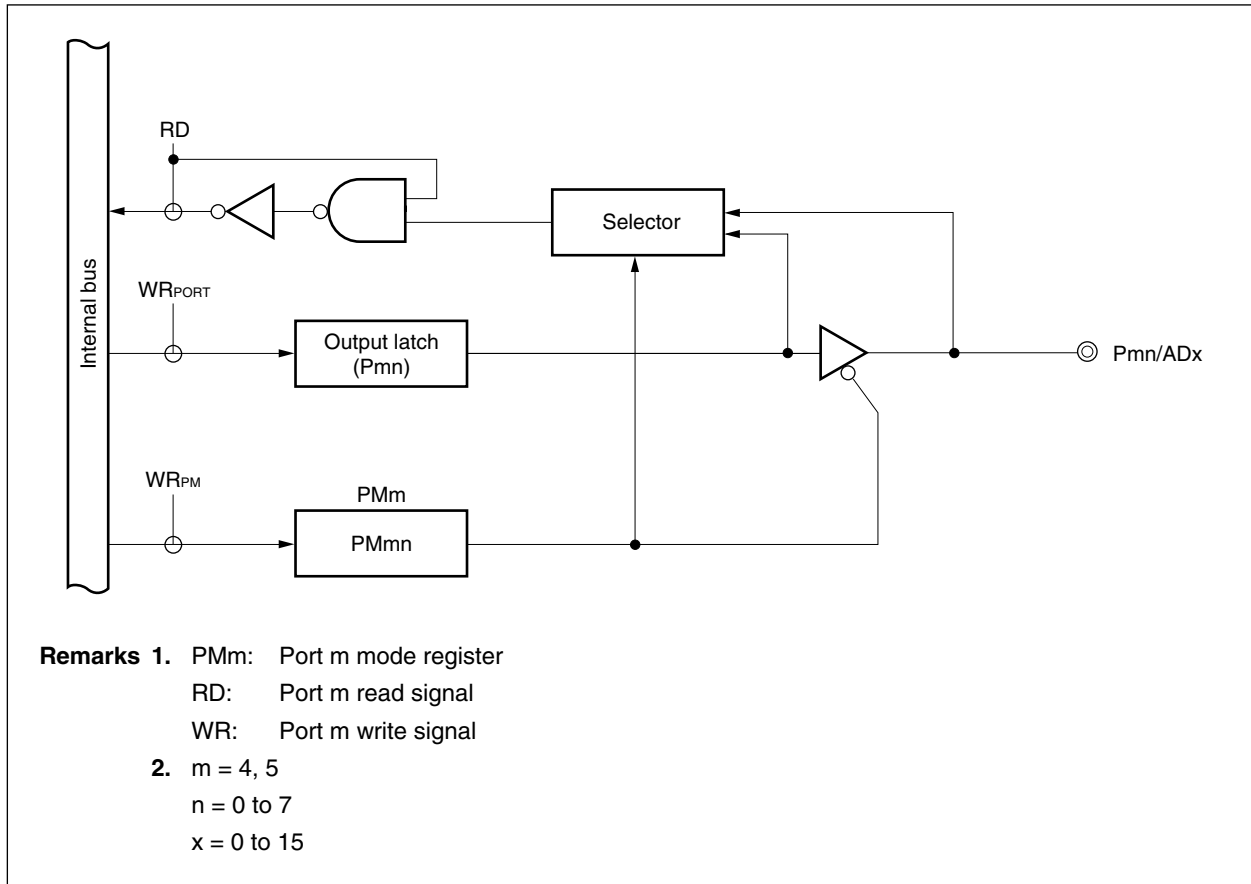 RD
Selector
Internal bus
WRPORT
Output latch
(Pmn)
Pmn/ADx
WRPM
PMm
PMmn
Remarks 1. PMm: Port m mode register
RD: Port m read signal
WR: Port m write signal
2. m = 4, 5
n = 0 to 7
x = 0 to 15